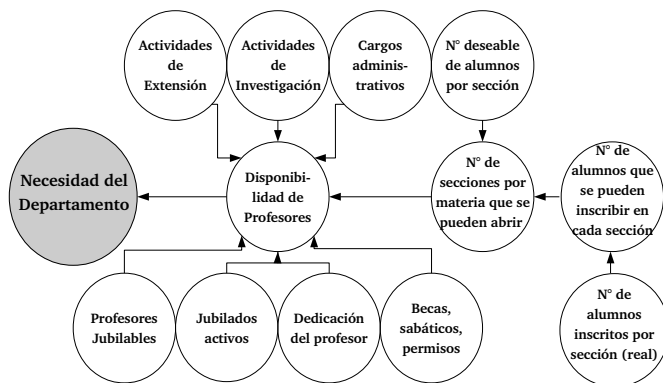 Actividades
de
Extensión
Actividades
de
Investigación
Cargos
adminis-
trativos
N° deseable
de alumnos
por sección
Necesidad del
Departamento
Disponibi-
lidad de
Profesores
N° de
secciones por
materia que se
pueden abrir
N° de
alumnos que
se pueden
inscribir en
cada sección
Profesores
Jubilables
Jubilados
activos
Dedicación
del profesor
Becas,
sabáticos,
permisos
N° de
alumnos
inscritos por
sección (real)